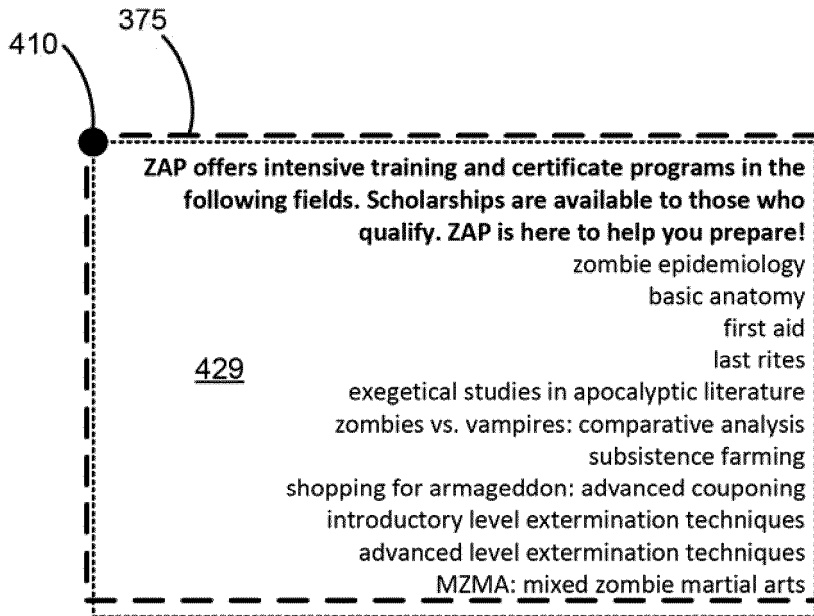 375
410
ZAP offers intensive training and certificate programs in the
following fields. Scholarships are available to those who
qualify. ZAP is here to help you prepare!
zombie epidemiology
basic anatomy
first aid
last rites
429
exegetical studies in apocalyptic literature
zombies vs. vampires: comparative analysis
subsistence farming
shopping for armageddon: advanced couponing
introductory level extermination techniques
advanced level extermination techniques
MZMA: mixed zombie martial arts